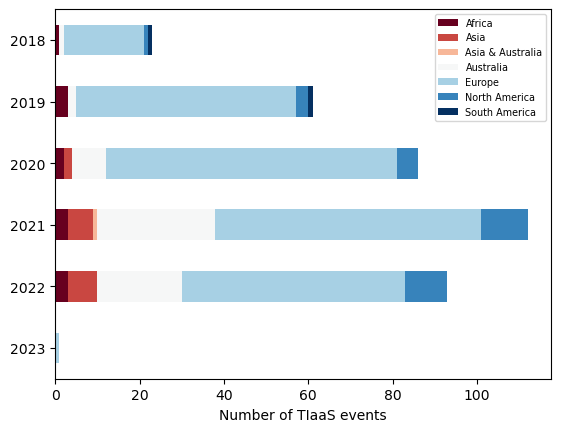 2018
2019
2020
2021
2022
2023
Africa
Asia
Asia & Australia
Australia
Europe
North America
South America
0 20 40 60 80 100
Number of TIaaS events